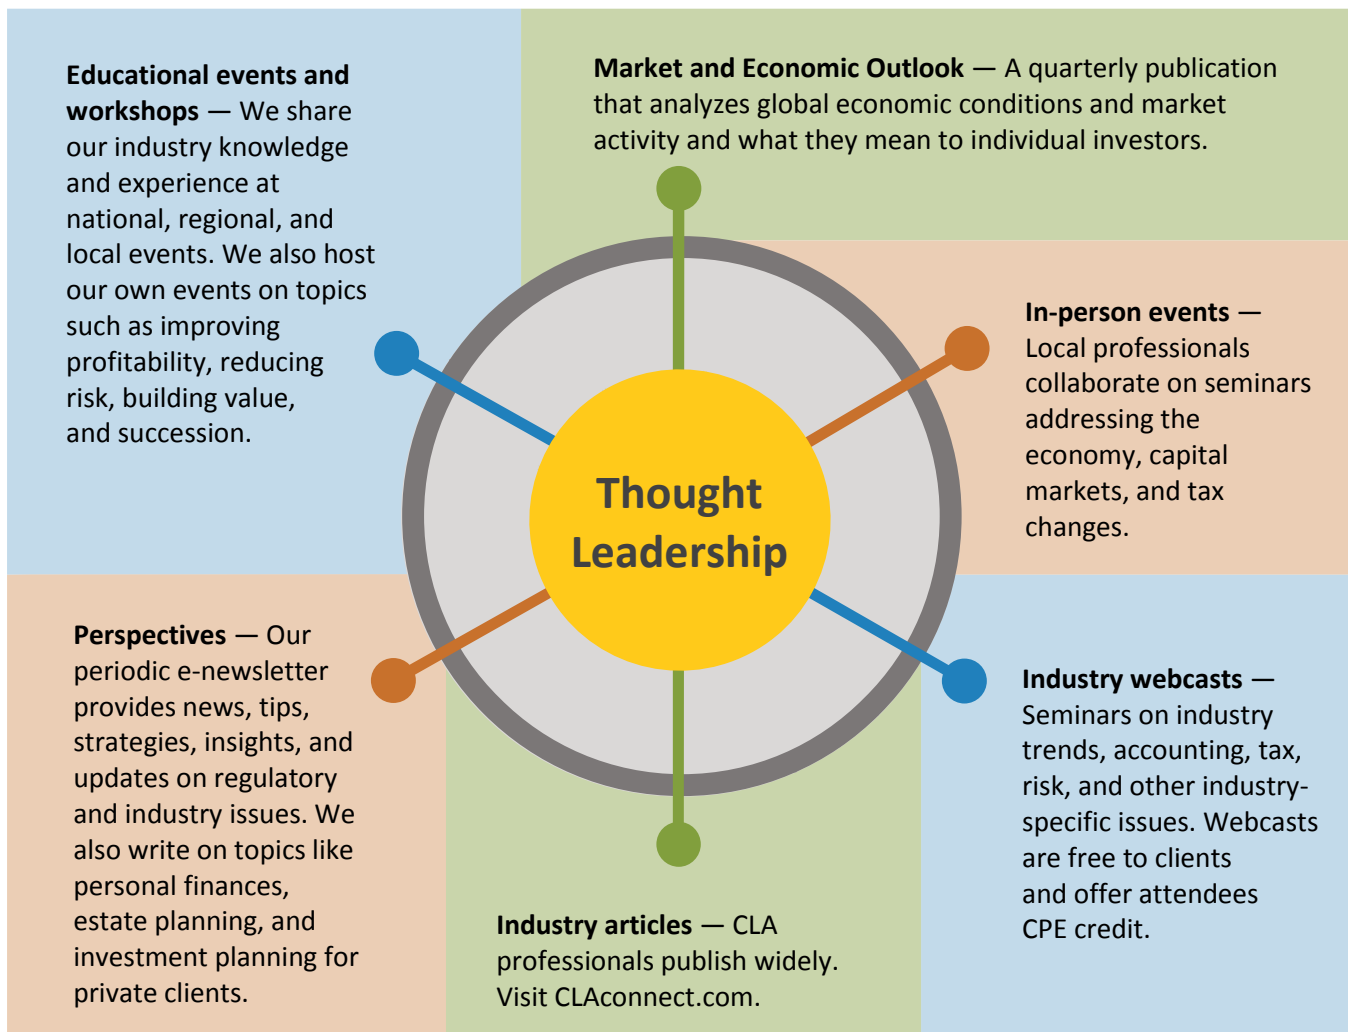 Educational events and
workshops — We share
our industry knowledge
and experience at
national, regional, and
local events. We also host
our own events on topics
such as improving
profitability, reducing
risk, building value,
and succession.
Market and Economic Outlook — A quarterly publication
that analyzes global economic conditions and market
activity and what they mean to individual investors.
In-person events —
Local professionals
collaborate on seminars
addressing the
economy, capital
markets, and tax
changes.
Thought
Leadership
Perspectives — Our
periodic e-newsletter
provides news, tips,
strategies, insights, and
updates on regulatory
and industry issues. We
also write on topics like
personal finances,
estate planning, and
investment planning for
private clients.
Industry articles — CLA
professionals publish widely.
Visit CLAconnect.com.
Industry webcasts —
Seminars on industry
trends, accounting, tax,
risk, and other industry-
specific issues. Webcasts
are free to clients
and offer attendees
CPE credit.